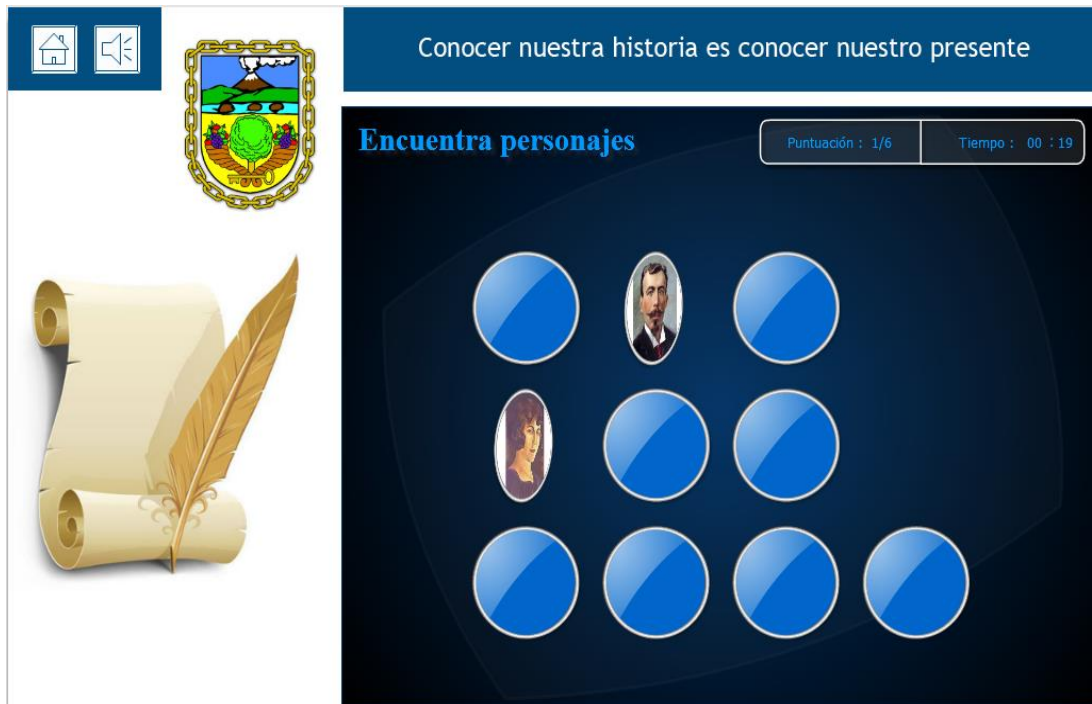 Conocer nuestra historia es conocer nuestro presente
Encuentra personajes
Puntuación : 1/6
Tiempo : 00 : 19